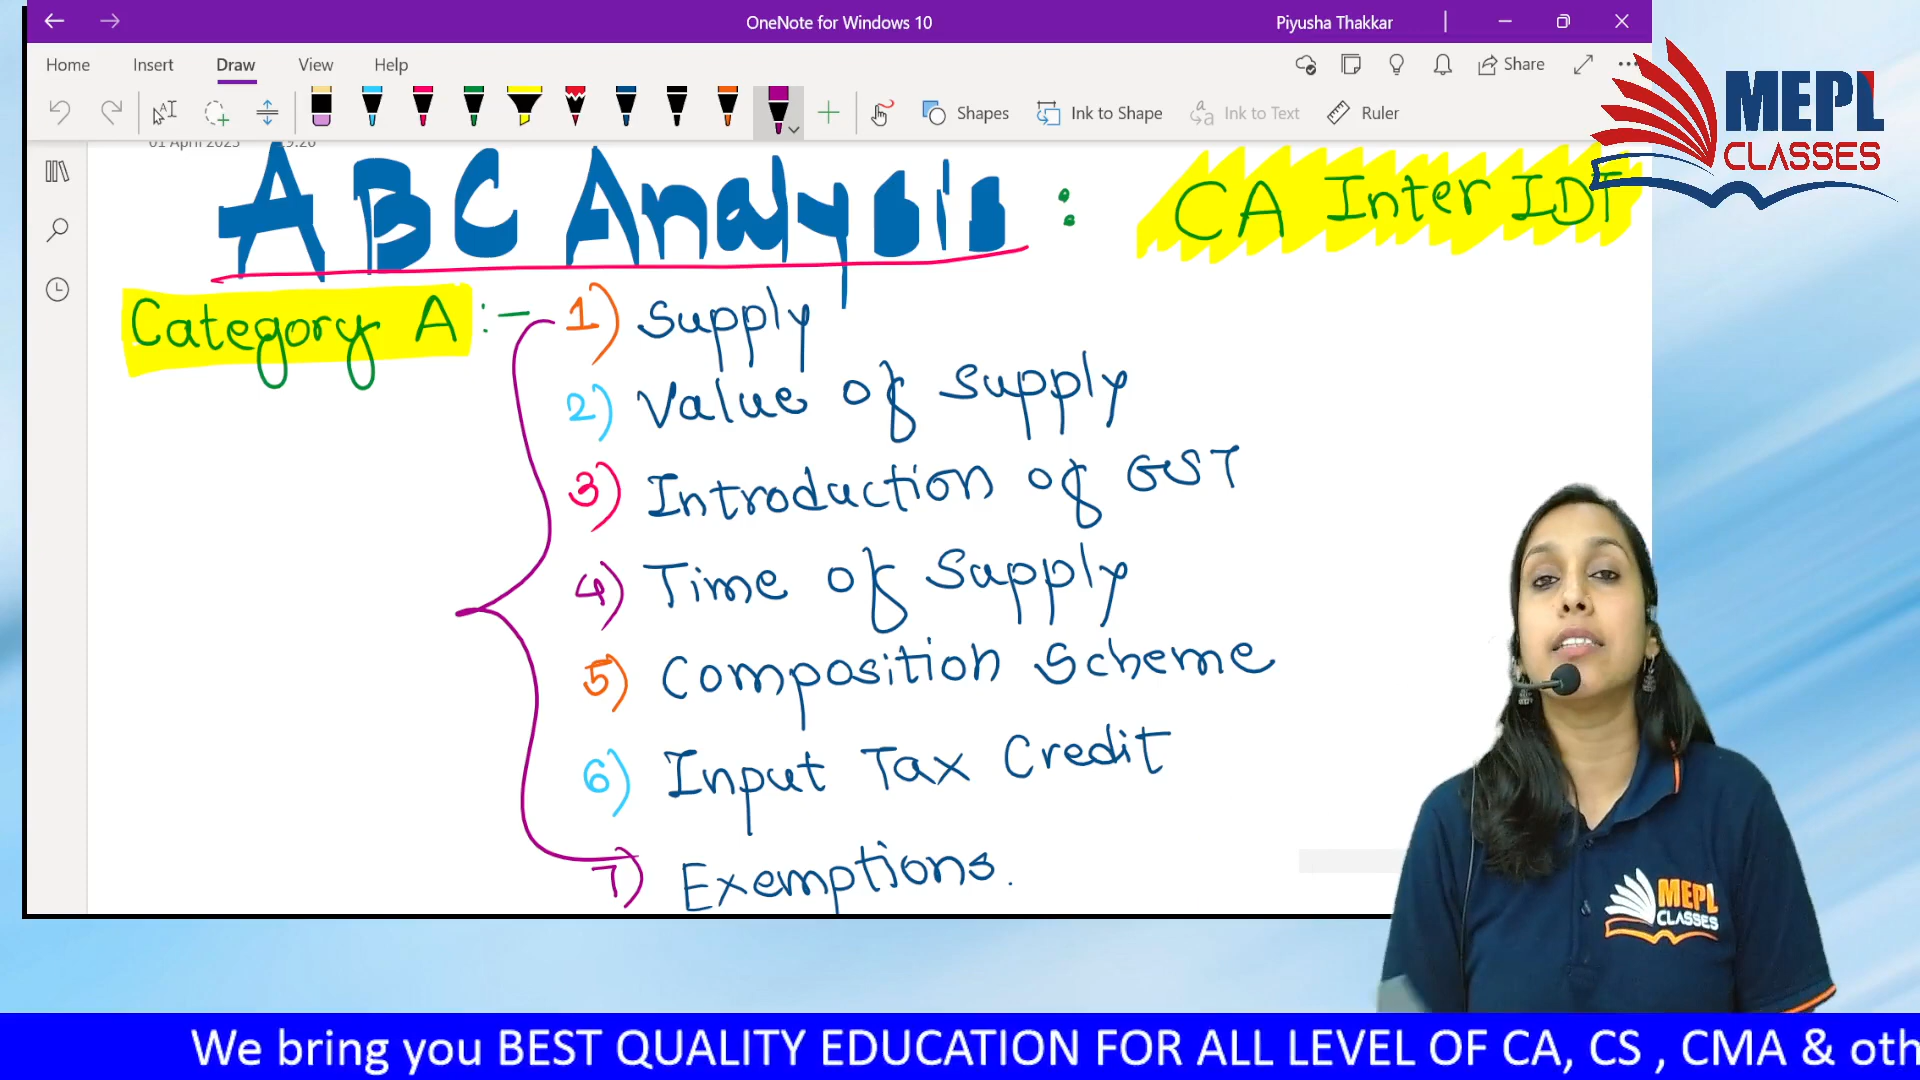 OneNote for Windows 10
Piyusha Thakkar
Home Insert Draw View Help
Share
Shapes Ink to Shape Ink to Text Ruler
MEPL
CLASSES
01 April 2023
ABC Analysis : CA Inter IDT
Category A :- 1) Supply
2) Value of Supply
3) Introduction of GST
4) Time of Supply
5) Composition Scheme
6) Input Tax Credit
7) Exemptions.
MEPL
CLASSES
We bring you BEST QUALITY EDUCATION FOR ALL LEVEL OF CA, CS , CMA & oth